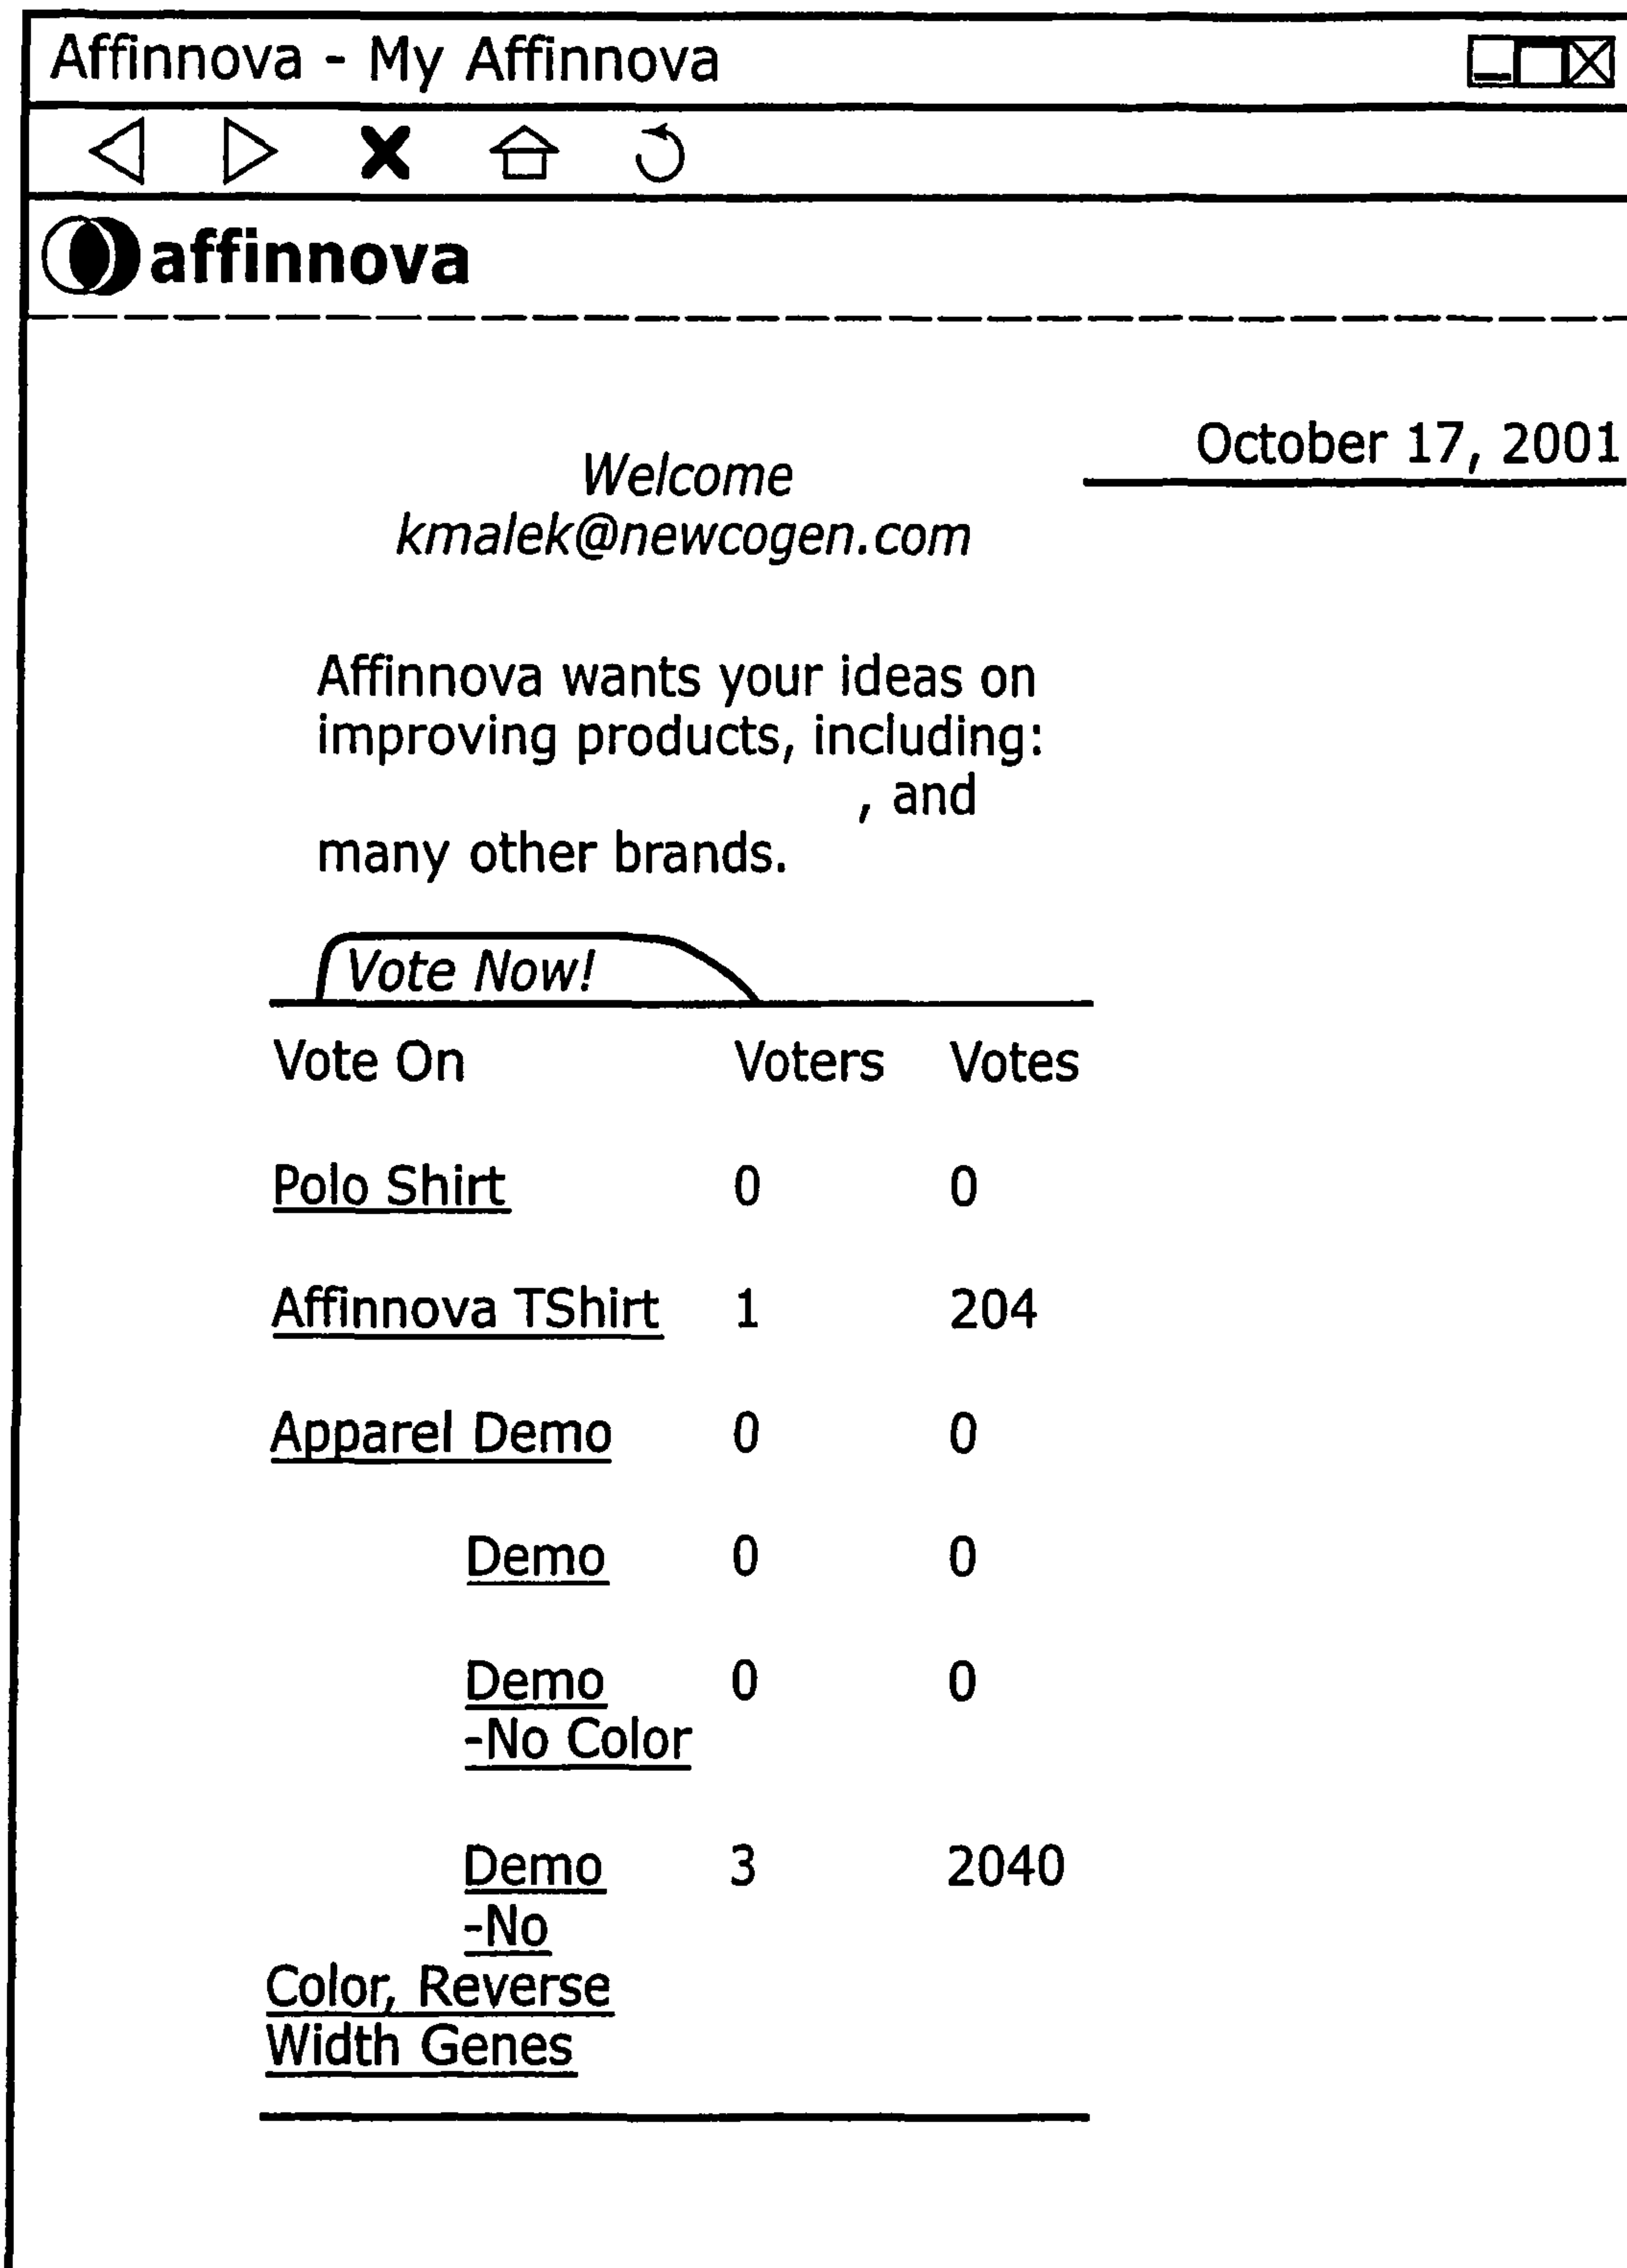 Affinnova - My Affinnova
affinnova
October 17, 2001
Welcome
kmalek@newcogen.com
Affinnova wants your ideas on
improving products, including:
, and
many other brands.
Vote Now!
Vote On Voters Votes
Polo Shirt 0 0
Affinnova TShirt 1 204
Apparel Demo 0 0
Demo 0 0
Demo 0 0
-No Color
Demo 3 2040
-No
Color, Reverse
Width Genes